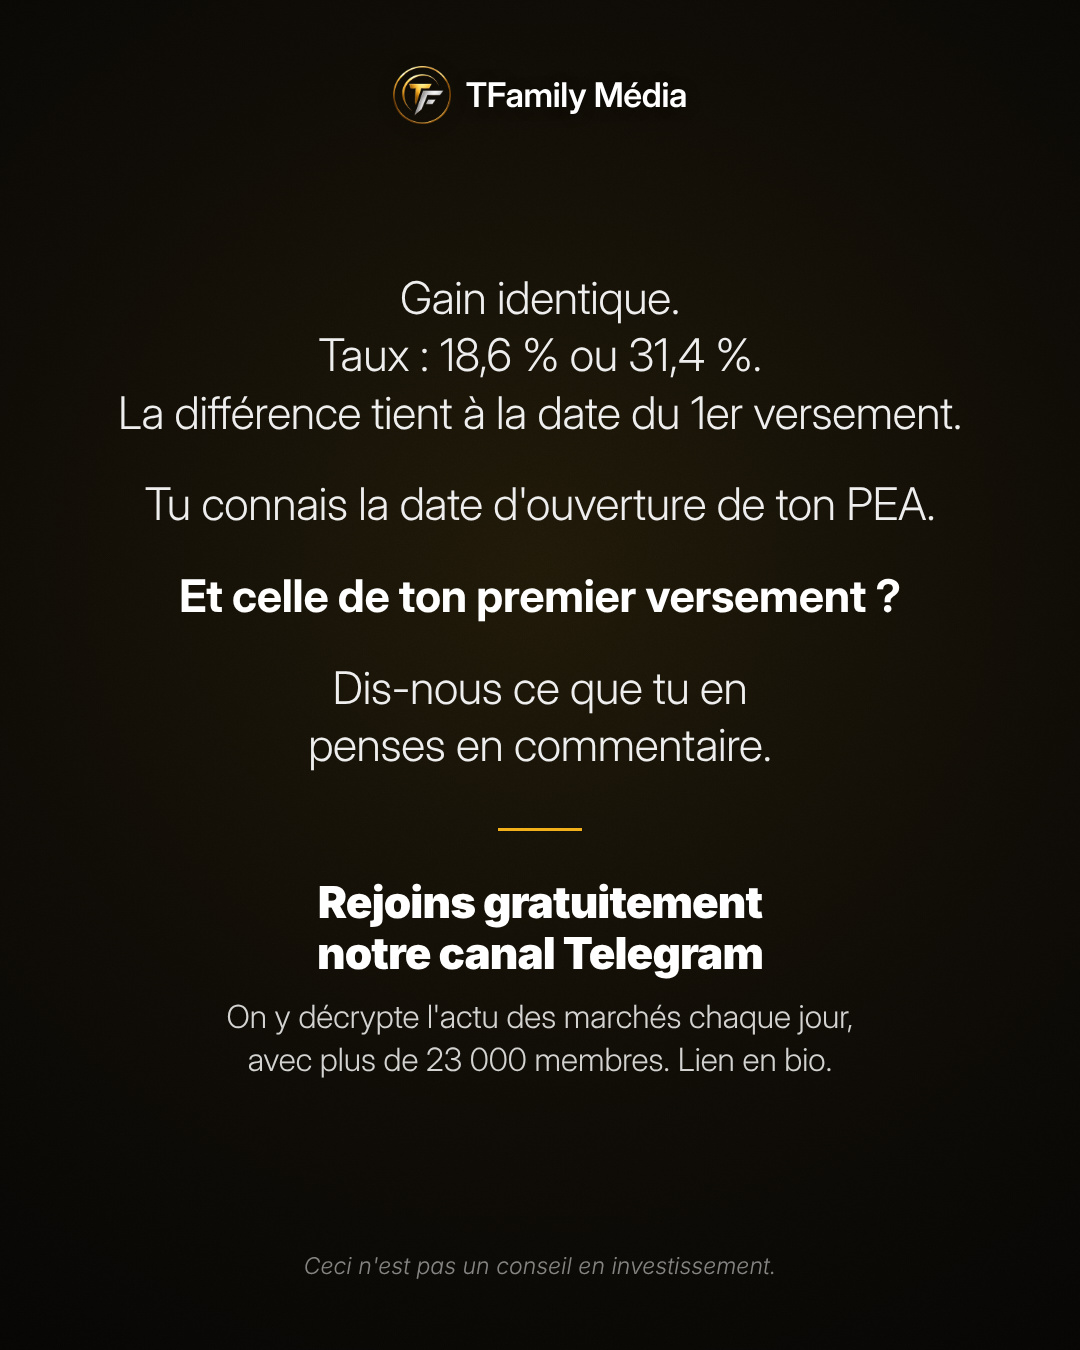 TF TFamily Média
Gain identique.
Taux : 18,6 % ou 31,4 %.
La différence tient à la date du 1er versement.
Tu connais la date d'ouverture de ton PEA.
Et celle de ton premier versement ?
Dis-nous ce que tu en
penses en commentaire.
Rejoins gratuitement
notre canal Telegram
On y décrypte l'actu des marchés chaque jour,
avec plus de 23 000 membres. Lien en bio.
Ceci n'est pas un conseil en investissement.